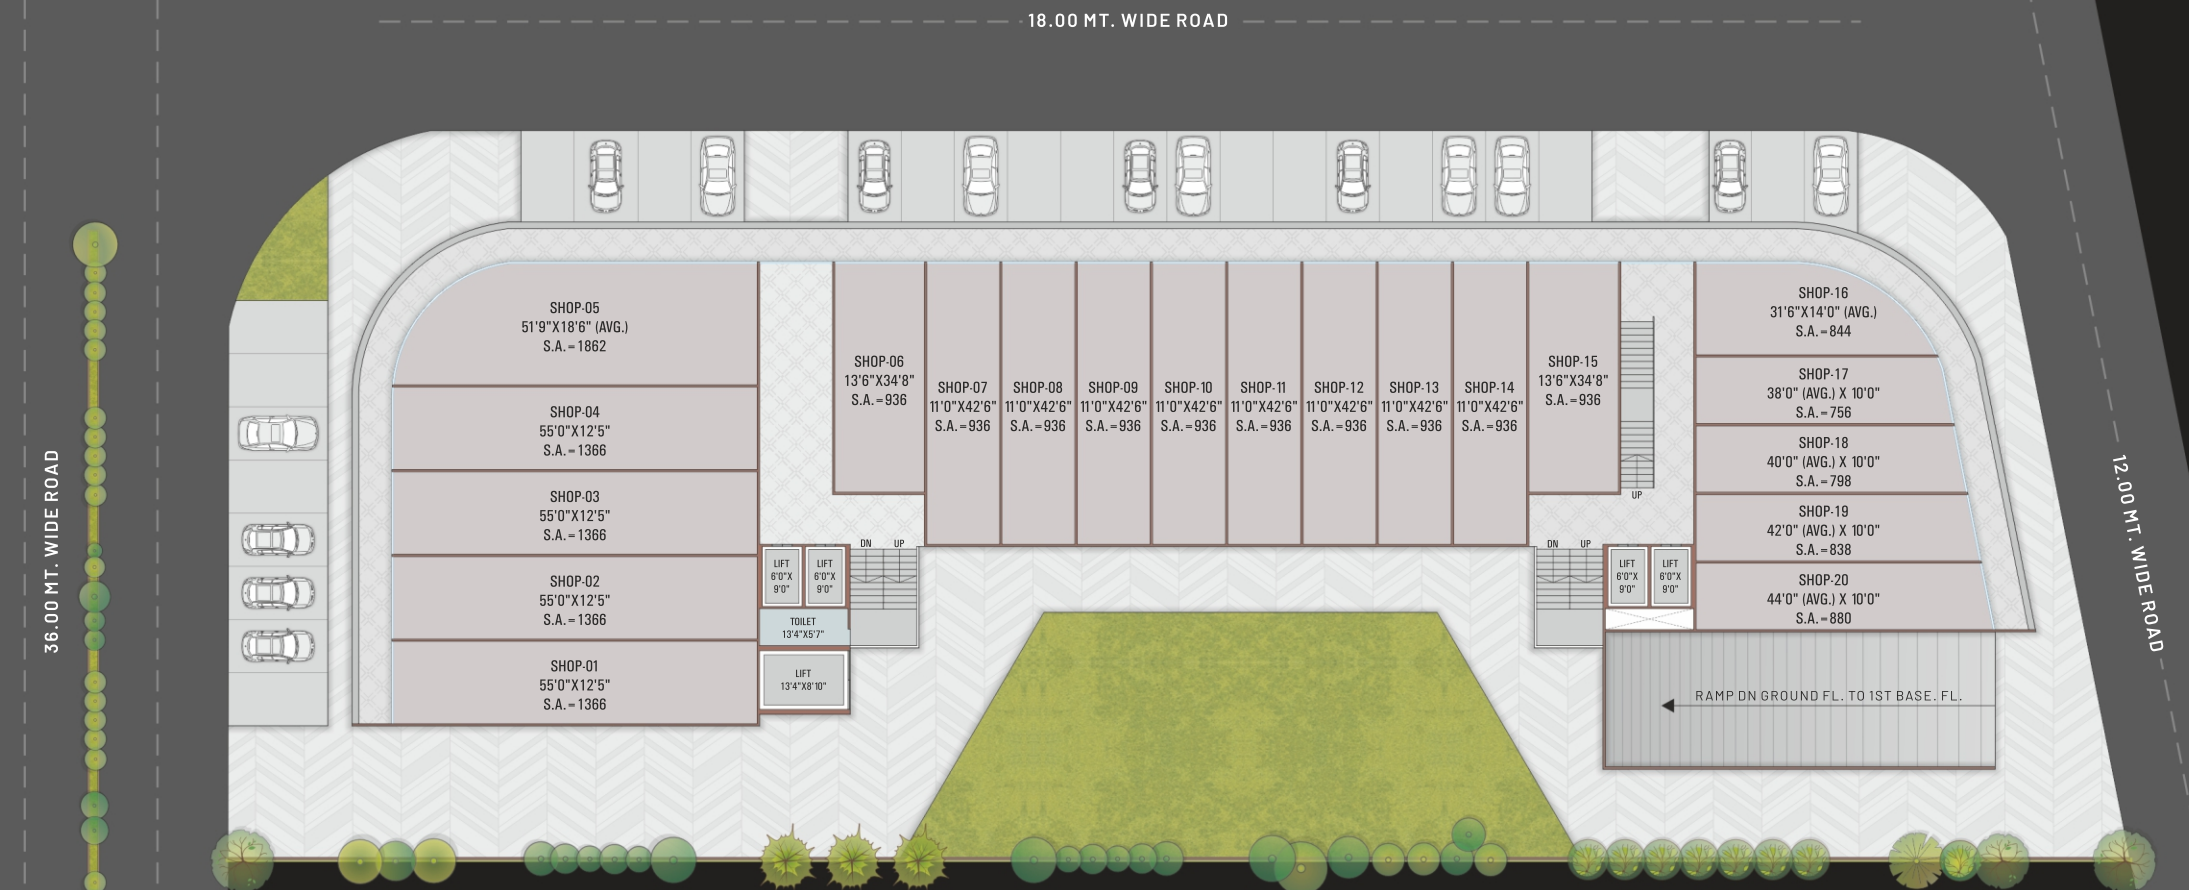 18.00 MT. WIDE ROAD
36.00 MT. WIDE ROAD
12.00 MT. WIDE ROAD
SHOP-05
51'9"X18'6" (AVG.)
S.A.=1862
SHOP-04
55'0"X12'5"
S.A.=1366
SHOP-03
55'0"X12'5"
S.A.=1366
SHOP-02
55'0"X12'5"
S.A.=1366
SHOP-01
55'0"X12'5"
S.A.=1366
SHOP-06
13'6"X34'8"
S.A.=936
SHOP-07
11'0"X42'6"
S.A.=936
SHOP-08
11'0"X42'6"
S.A.=936
SHOP-09
11'0"X42'6"
S.A.=936
SHOP-10
11'0"X42'6"
S.A.=936
SHOP-11
11'0"X42'6"
S.A.=936
SHOP-12
11'0"X42'6"
S.A.=936
SHOP-13
11'0"X42'6"
S.A.=936
SHOP-14
11'0"X42'6"
S.A.=936
SHOP-15
13'6"X34'8"
S.A.=936
UP
SHOP-16
31'6"X14'0" (AVG.)
S.A.=844
SHOP-17
38'0" (AVG.) X 10'0"
S.A.=756
SHOP-18
40'0" (AVG.) X 10'0"
S.A.=798
SHOP-19
42'0" (AVG.) X 10'0"
S.A.=838
SHOP-20
44'0" (AVG.) X 10'0"
S.A.=880
DN UP
LIFT
6'0"X
9'0"
LIFT
6'0"X
9'0"
TOILET
13'4"X5'7"
LIFT
13'4"X8'10"
DN UP
LIFT
6'0"X
9'0"
LIFT
6'0"X
9'0"
RAMP DN GROUND FL. TO 1ST BASE. FL.